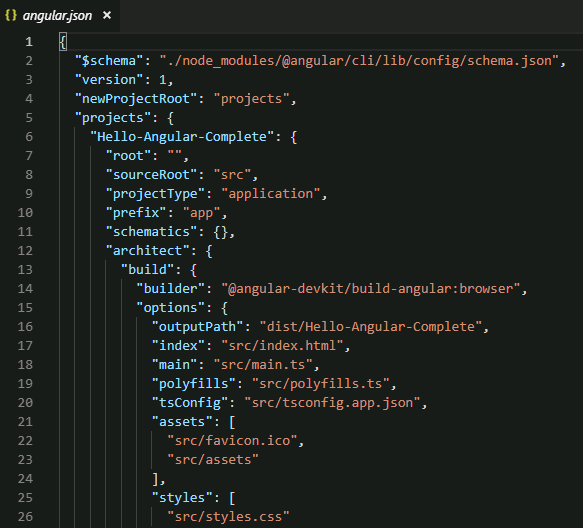 {} angular.json ×
1 {
2 "$schema": "./node_modules/@angular/cli/lib/config/schema.json",
3 "version": 1,
4 "newProjectRoot": "projects",
5 "projects": {
6 "Hello-Angular-Complete": {
7 "root": "",
8 "sourceRoot": "src",
9 "projectType": "application",
10 "prefix": "app",
11 "schematics": {},
12 "architect": {
13 "build": {
14 "builder": "@angular-devkit/build-angular:browser",
15 "options": {
16 "outputPath": "dist/Hello-Angular-Complete",
17 "index": "src/index.html",
18 "main": "src/main.ts",
19 "polyfills": "src/polyfills.ts",
20 "tsConfig": "src/tsconfig.app.json",
21 "assets": [
22 "src/favicon.ico",
23 "src/assets"
24 ],
25 "styles": [
26 "src/styles.css"